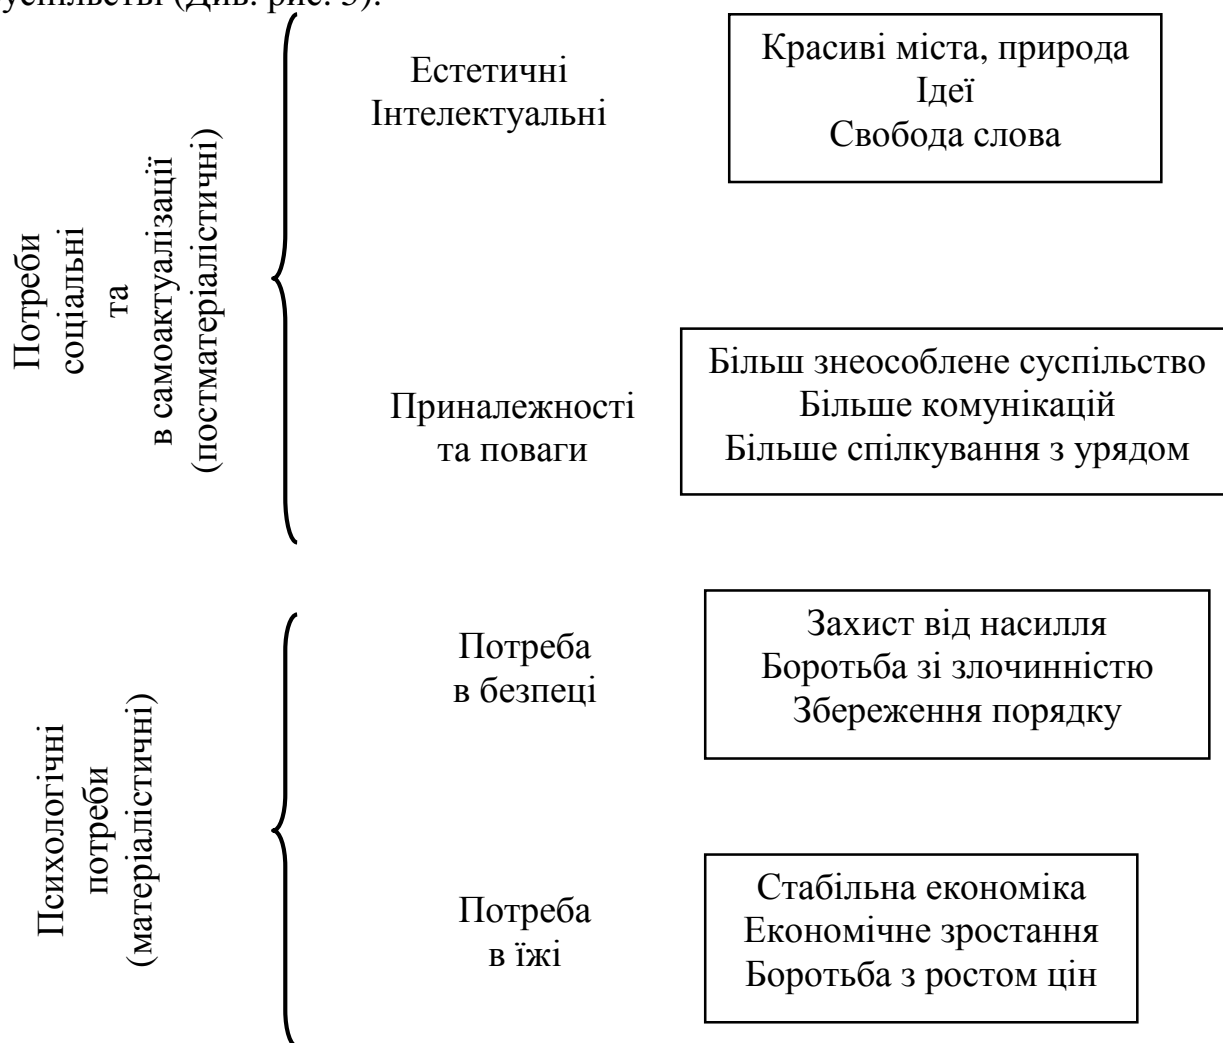 успільстві (Див. рис. 3).
Потреби
соціальні
та
в самоактуалізації
(постматеріалістичні)
Естетичні
Інтелектуальні
Красиві міста, природа
Ідеї
Свобода слова
Приналежності
та поваги
Більш знеособлене суспільство
Більше комунікацій
Більше спілкування з урядом
Психологічні
потреби
(матеріалістичні)
Потреба
в безпеці
Захист від насилля
Боротьба зі злочинністю
Збереження порядку
Потреба
в їжі
Стабільна економіка
Економічне зростання
Боротьба з ростом цін